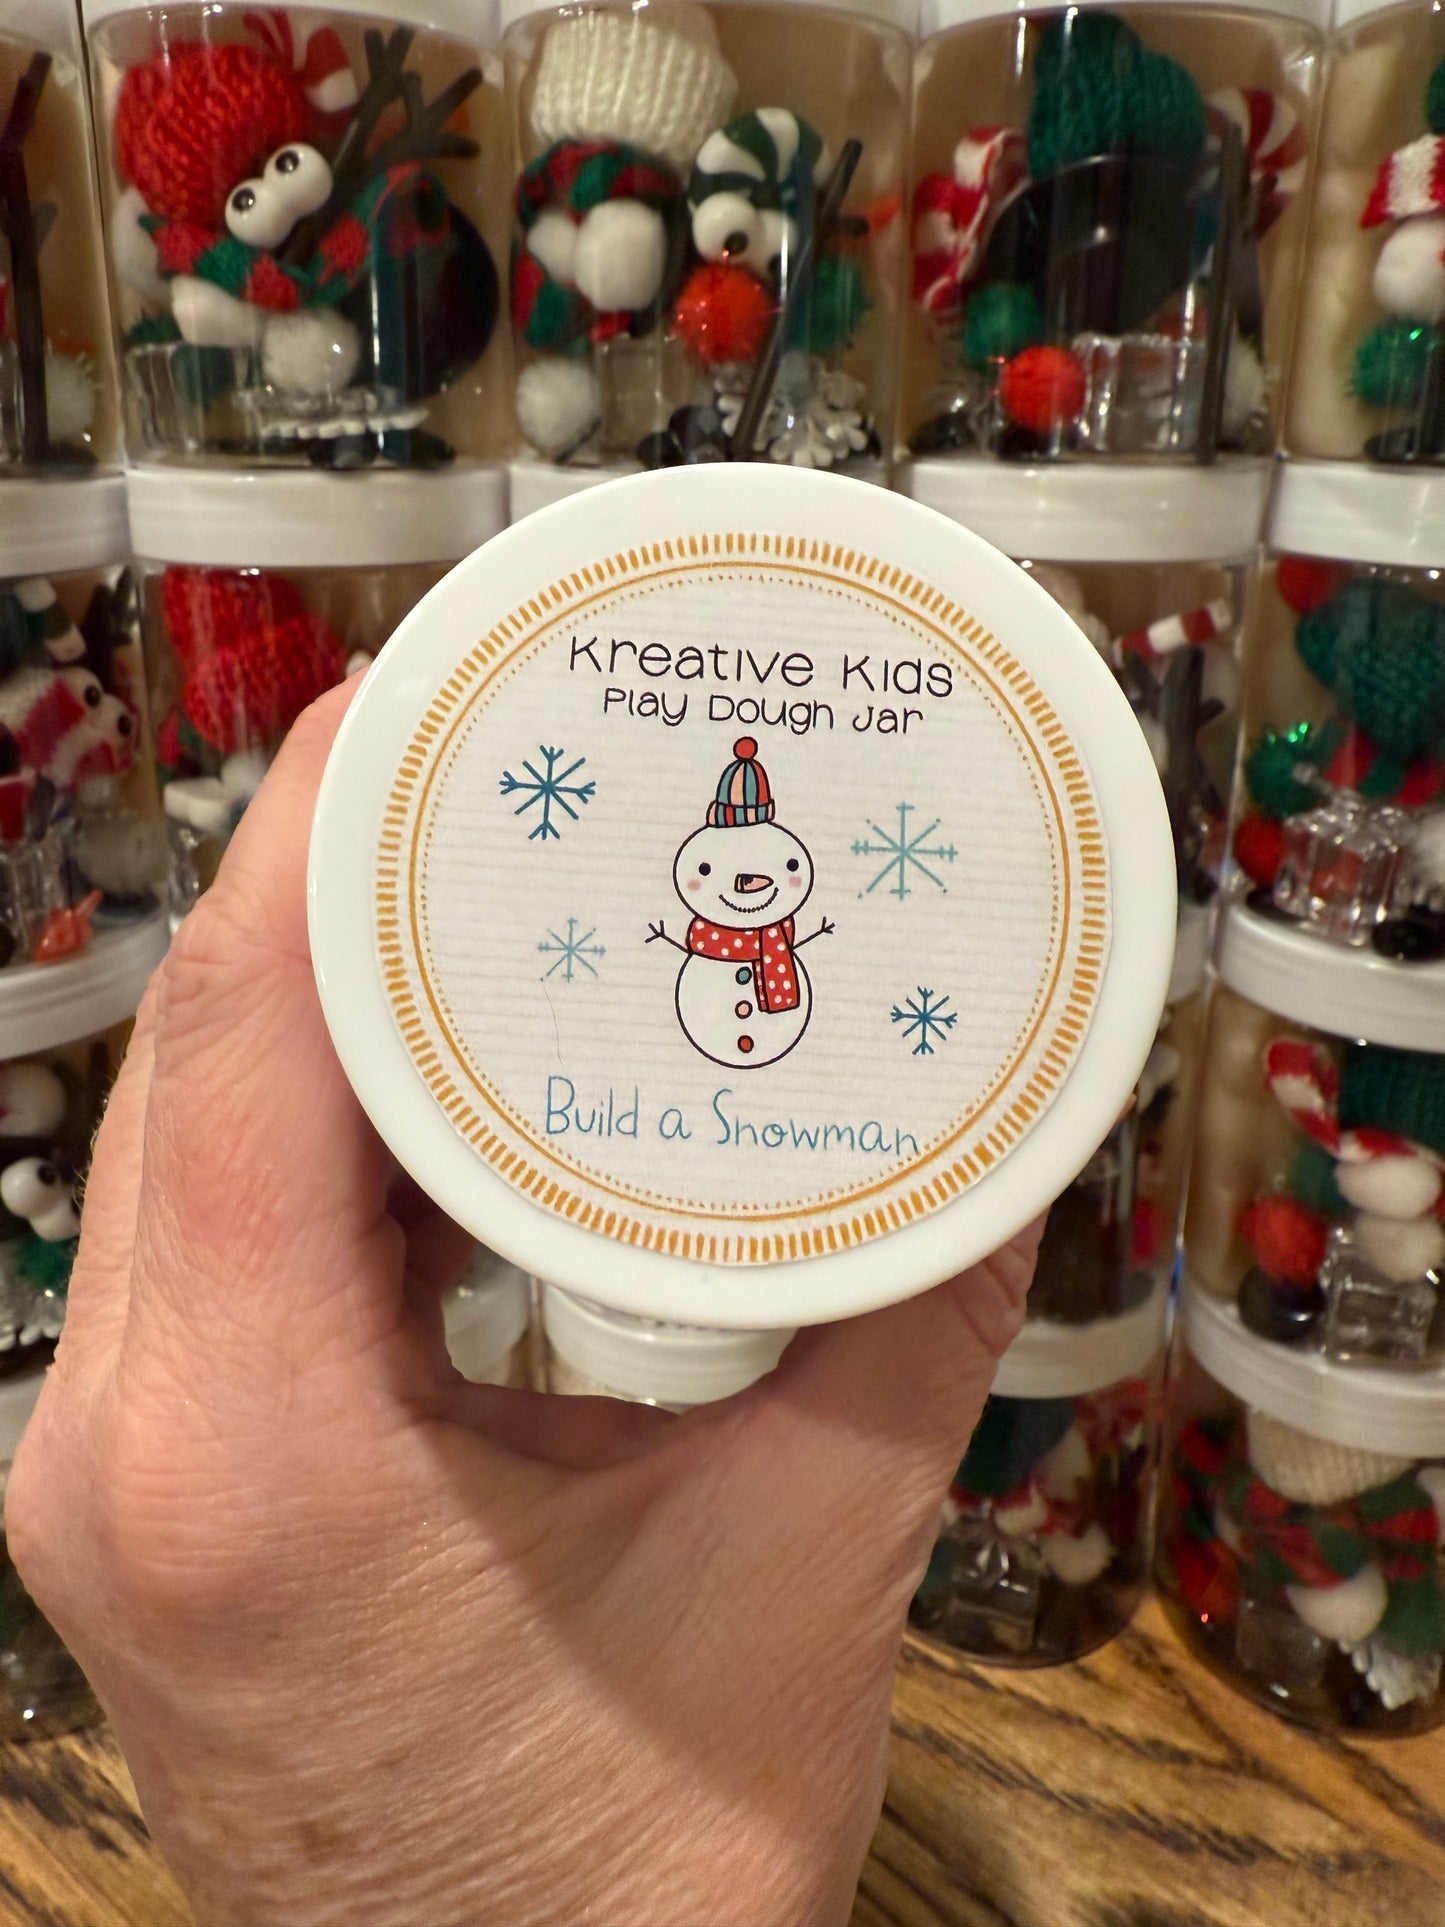 Kreative Kids
Play Dough Jar
Build a Snowman